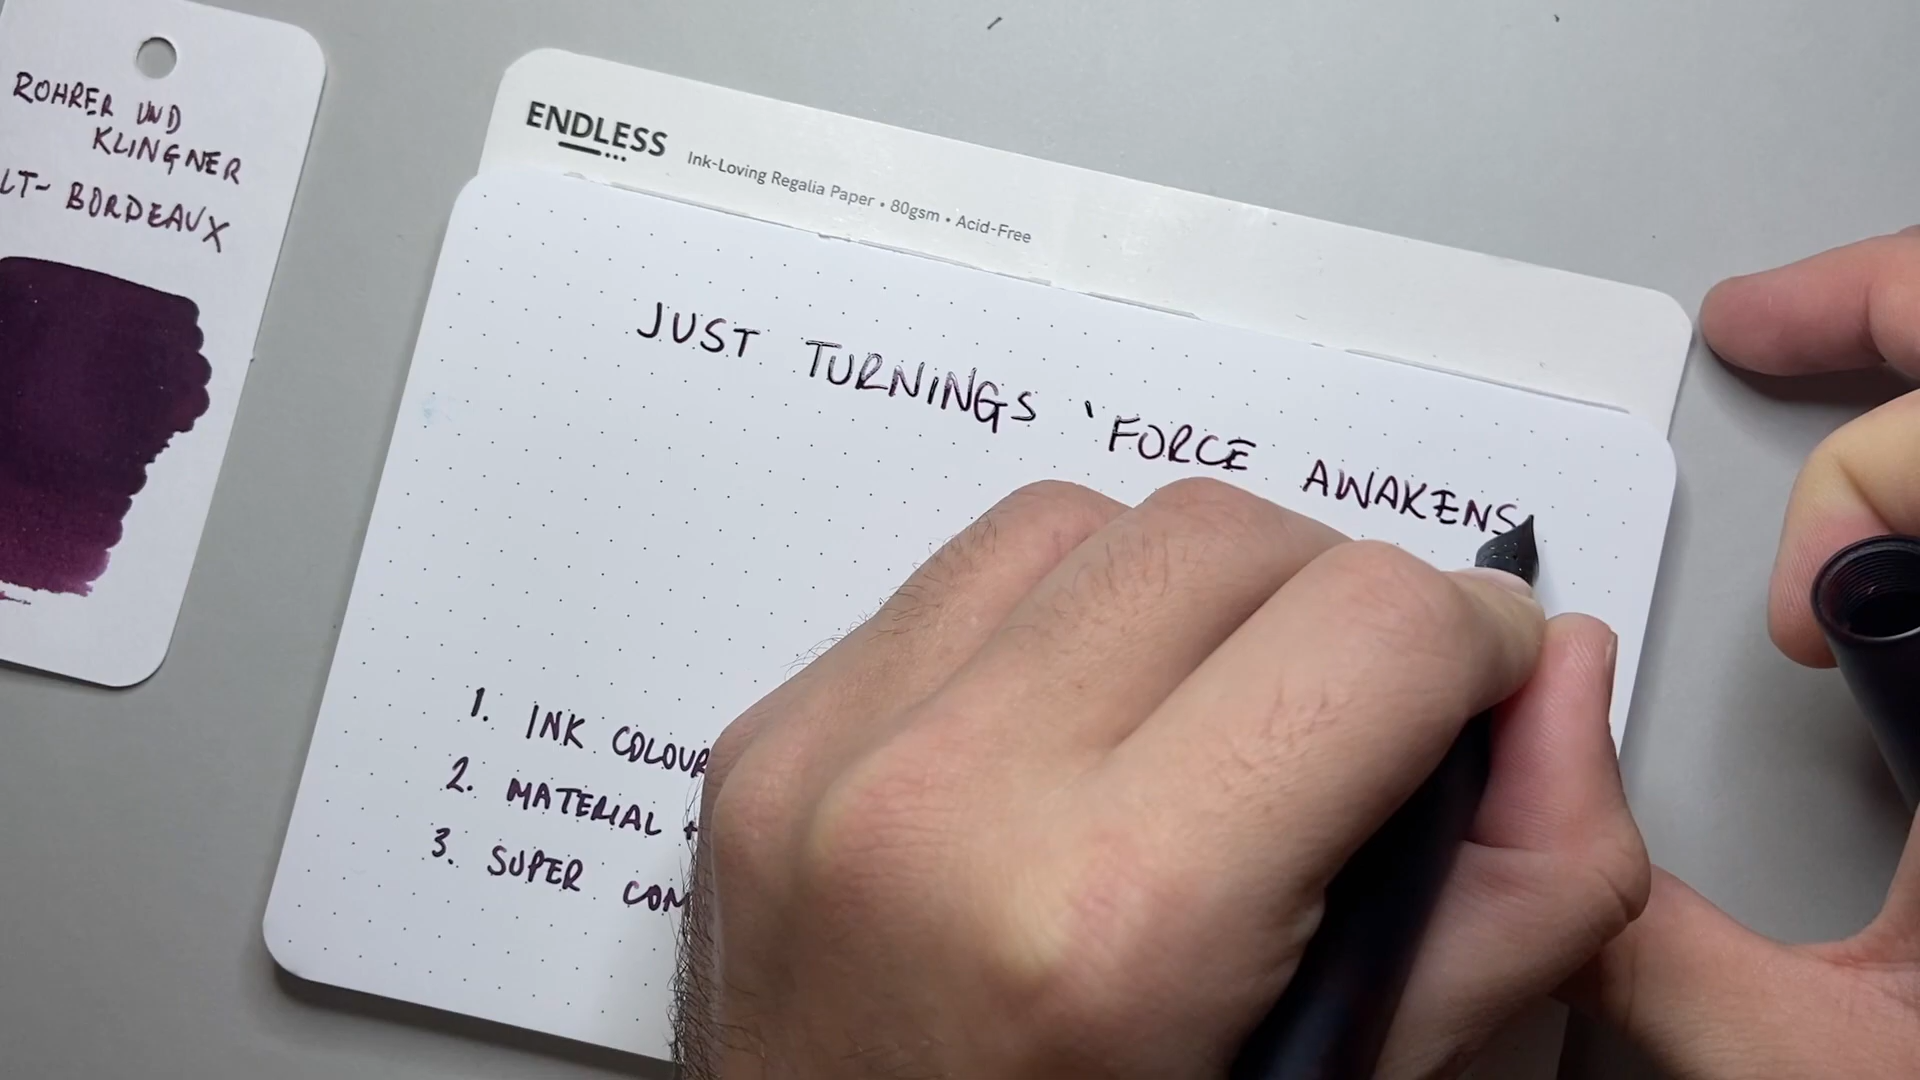 ROHRER UND
KLINGNER
LT- BORDEAUX
ENDLESS
Ink-Loving Regalia Paper • 80gsm • Acid-Free
JUST TURNINGS 'FORCE AWAKENS
1. INK COLOUR
2. MATERIAL +
3. SUPER COM